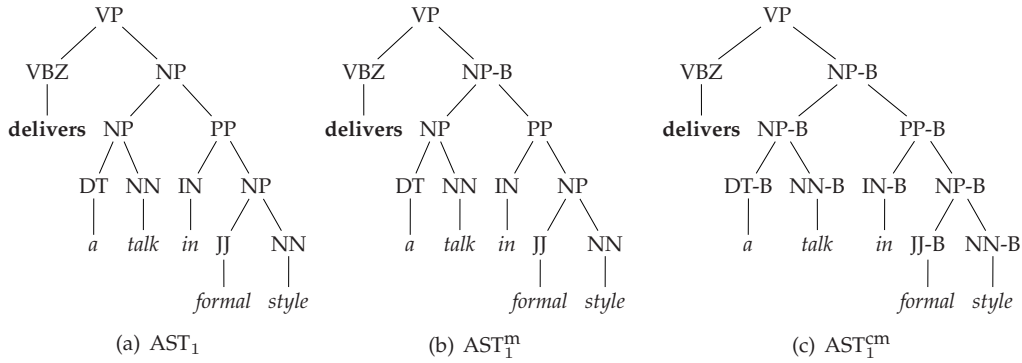 VP VP VP
VBZ NP VBZ NP-B VBZ NP-B
delivers NP PP delivers NP PP delivers NP-B PP-B
DT NN IN NP DT NN IN NP DT-B NN-B IN-B NP-B
a talk in JJ NN a talk in JJ NN a talk in JJ-B NN-B
formal style formal style formal style
(a) AST₁ (b) AST₁ᵐ (c) AST₁ᶜᵐ